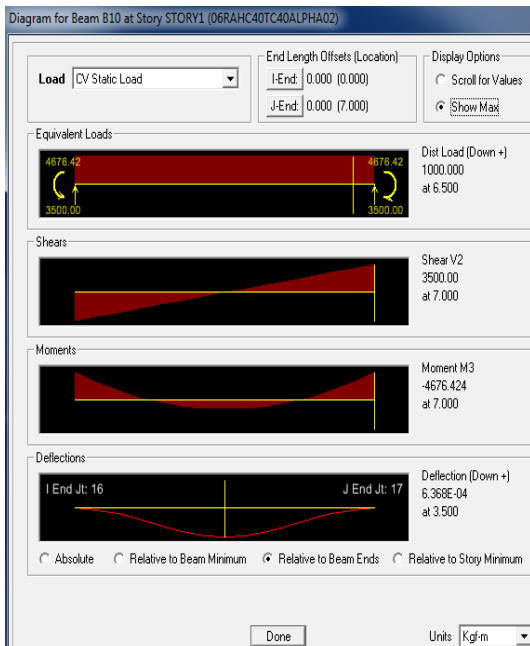 Diagram for Beam B10 at Story STORY1 (06RAHC40TC40ALPHA02)
Load CV Static Load
End Length Offsets (Location)
I-End: 0.000 (0.000)
J-End: 0.000 (7.000)
Display Options
Scroll for Values
Show Max
Equivalent Loads
4676.42 4676.42
3500.00 3500.00
Dist Load (Down +)
1000.000
at 6.500
Shears
Shear V2
3500.00
at 7.000
Moments
Moment M3
-4676.424
at 7.000
Deflections
I End Jt: 16 J End Jt: 17
Deflection (Down +)
6.368E-04
at 3.500
Absolute Relative to Beam Minimum Relative to Beam Ends Relative to Story Minimum
Done Units Kgf-m